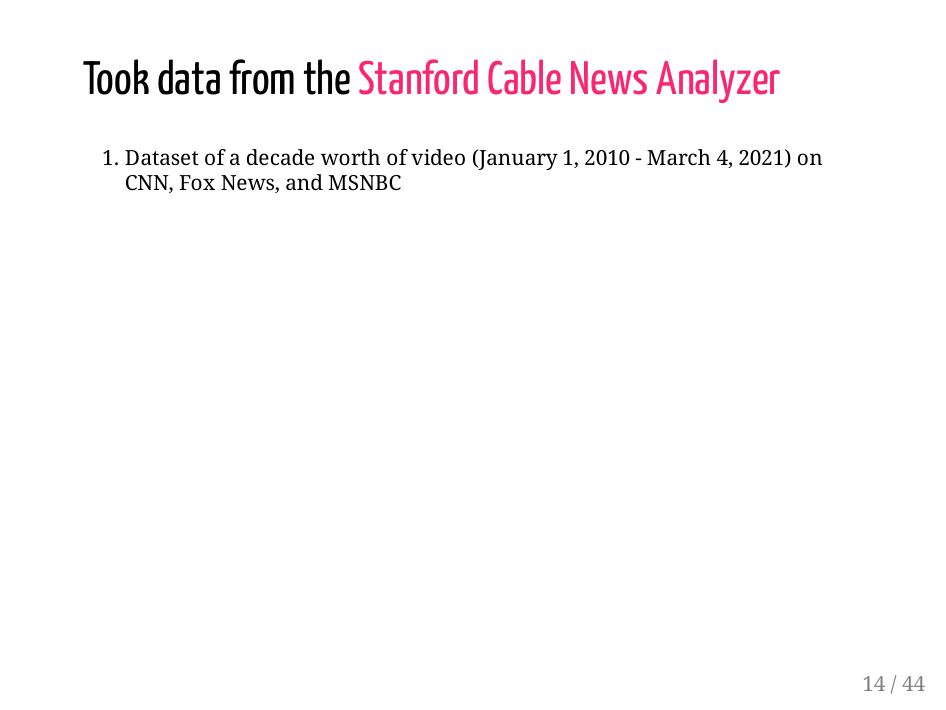 Took data from the Stanford Cable News Analyzer
1. Dataset of a decade worth of video (January 1, 2010 - March 4, 2021) on
CNN, Fox News, and MSNBC
14 / 44